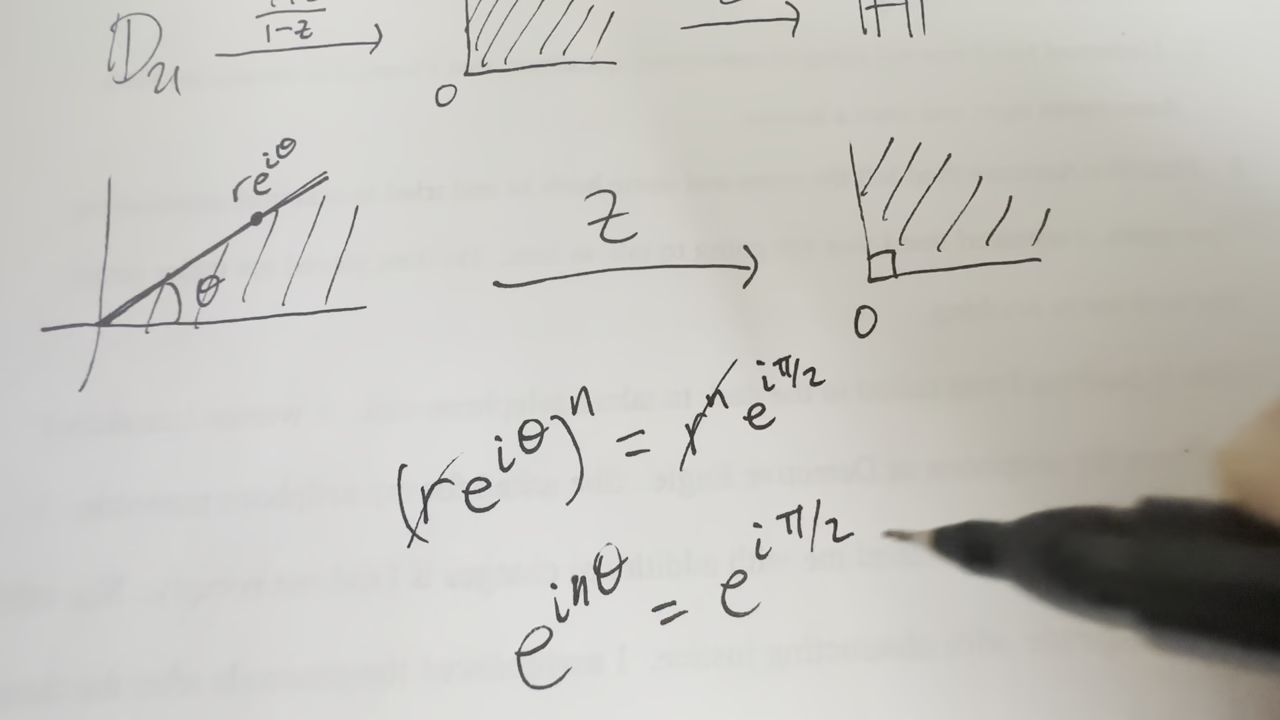 1-z
D_u
0
re^{iθ}
z
θ
0
(re^{iθ})^n = r^n e^{iπ/2}
e^{inθ} = e^{iπ/2}